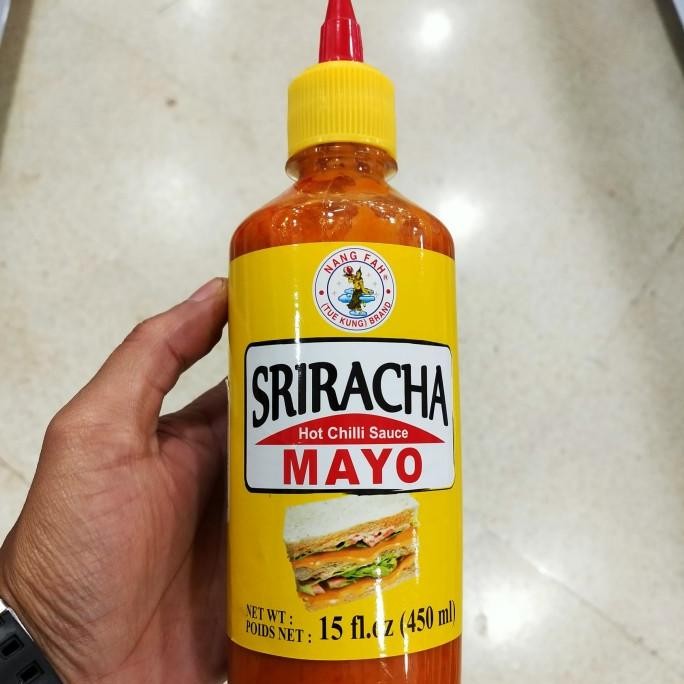 NANG FAH®
(TUE KUNG) BRAND
SRIRACHA
Hot Chilli Sauce
MAYO
NET WT :
POIDS NET : 15 fl.oz (450 ml)